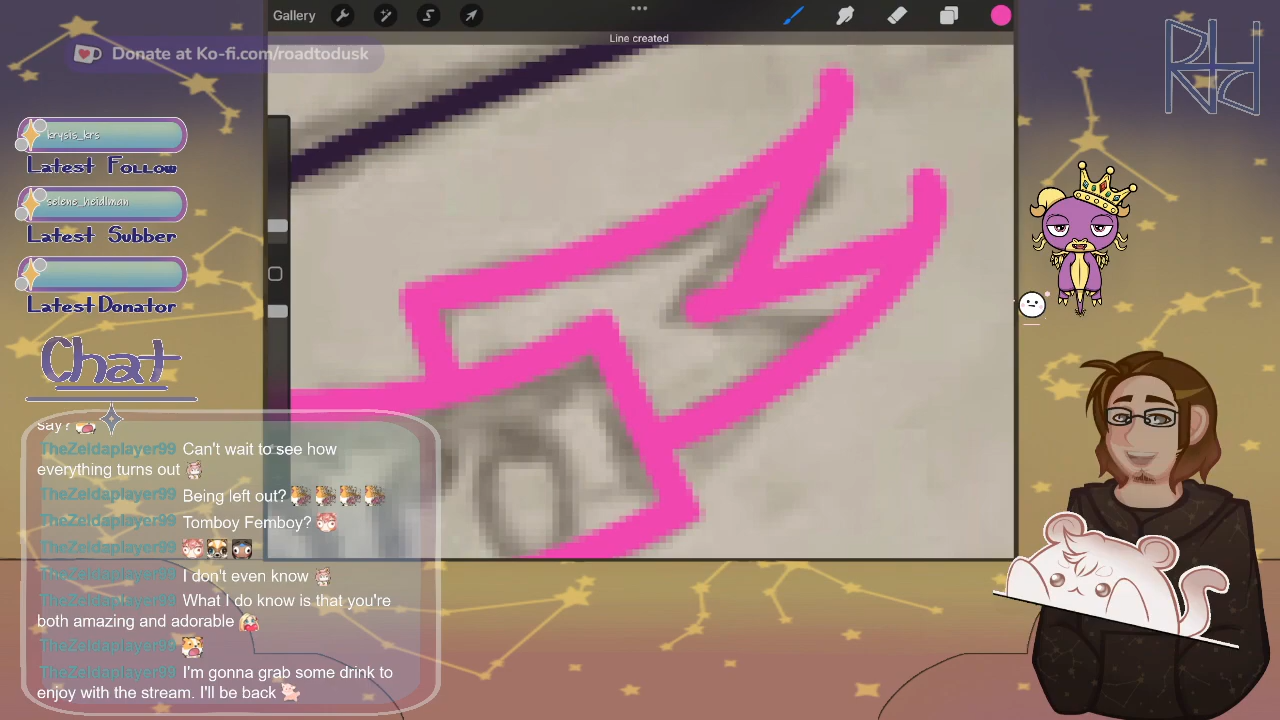 Gallery
Line created
Donate at Ko-fi.com/roadtodusk
krysis_krs
Latest Follow
selene_heidlman
Latest Subber
Latest Donator
Chat
say?
TheZeldaplayer99 Can't wait to see how
everything turns out
TheZeldaplayer99 Being left out?
TheZeldaplayer99 Tomboy Femboy?
TheZeldaplayer99
TheZeldaplayer99 I don't even know
TheZeldaplayer99 What I do know is that you're
both amazing and adorable
TheZeldaplayer99
TheZeldaplayer99 I'm gonna grab some drink to
enjoy with the stream. I'll be back